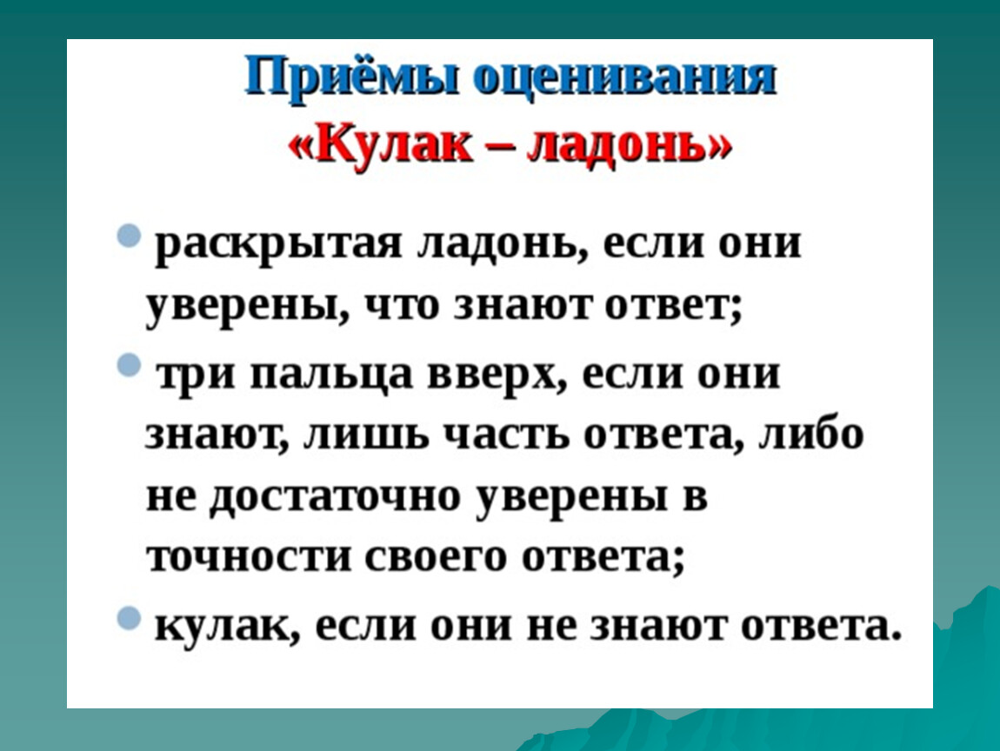 Приёмы оценивания
«Кулак – ладонь»
раскрытая ладонь, если они
уверены, что знают ответ;
три пальца вверх, если они
знают, лишь часть ответа, либо
не достаточно уверены в
точности своего ответа;
кулак, если они не знают ответа.